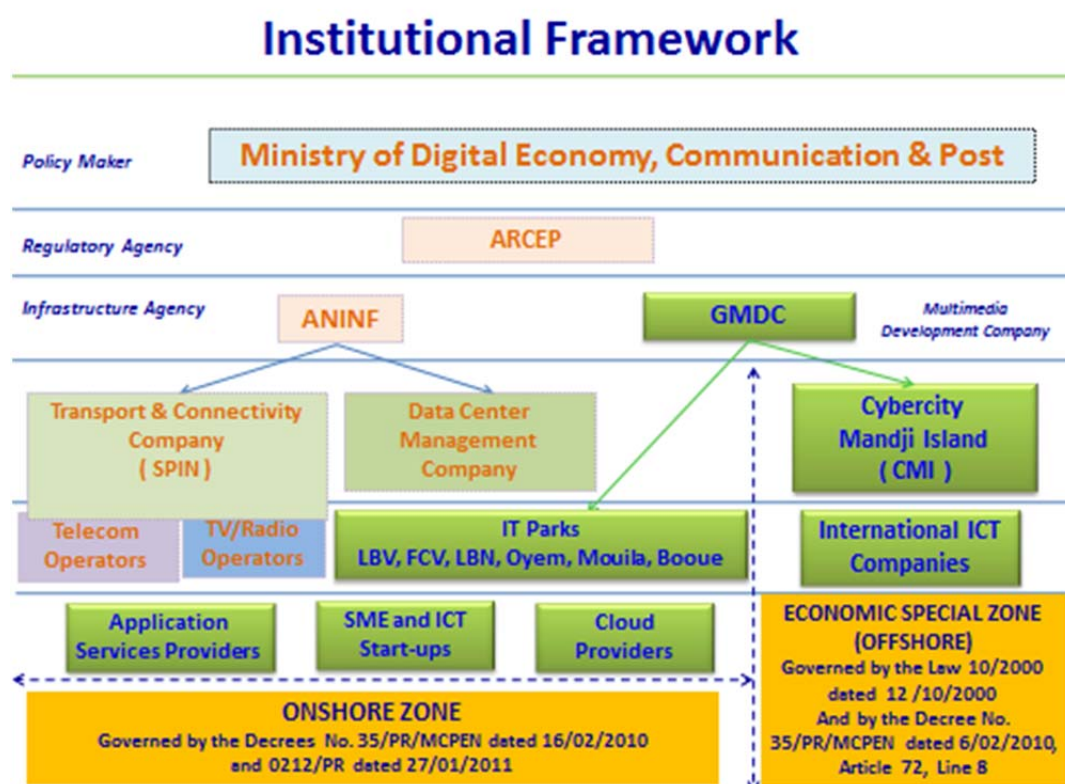 Institutional Framework
Policy Maker
Ministry of Digital Economy, Communication & Post
Regulatory Agency
ARCEP
Infrastructure Agency
ANINF
GMDC
Multimedia
Development Company
Transport & Connectivity
Company
( SPIN )
Data Center
Management
Company
Cybercity
Mandji Island
( CMI )
Telecom
Operators
TV/Radio
Operators
IT Parks
LBV, FCV, LBN, Oyem, Mouila, Booue
International ICT
Companies
Application
Services Providers
SME and ICT
Start-ups
Cloud
Providers
ONSHORE ZONE
Governed by the Decrees No. 35/PR/MCPEN dated 16/02/2010
and 0212/PR dated 27/01/2011
ECONOMIC SPECIAL ZONE
(OFFSHORE)
Governed by the Law 10/2000
dated 12 /10/2000
And by the Decree No.
35/PR/MCPEN dated 6/02/2010,
Article 72, Line 8